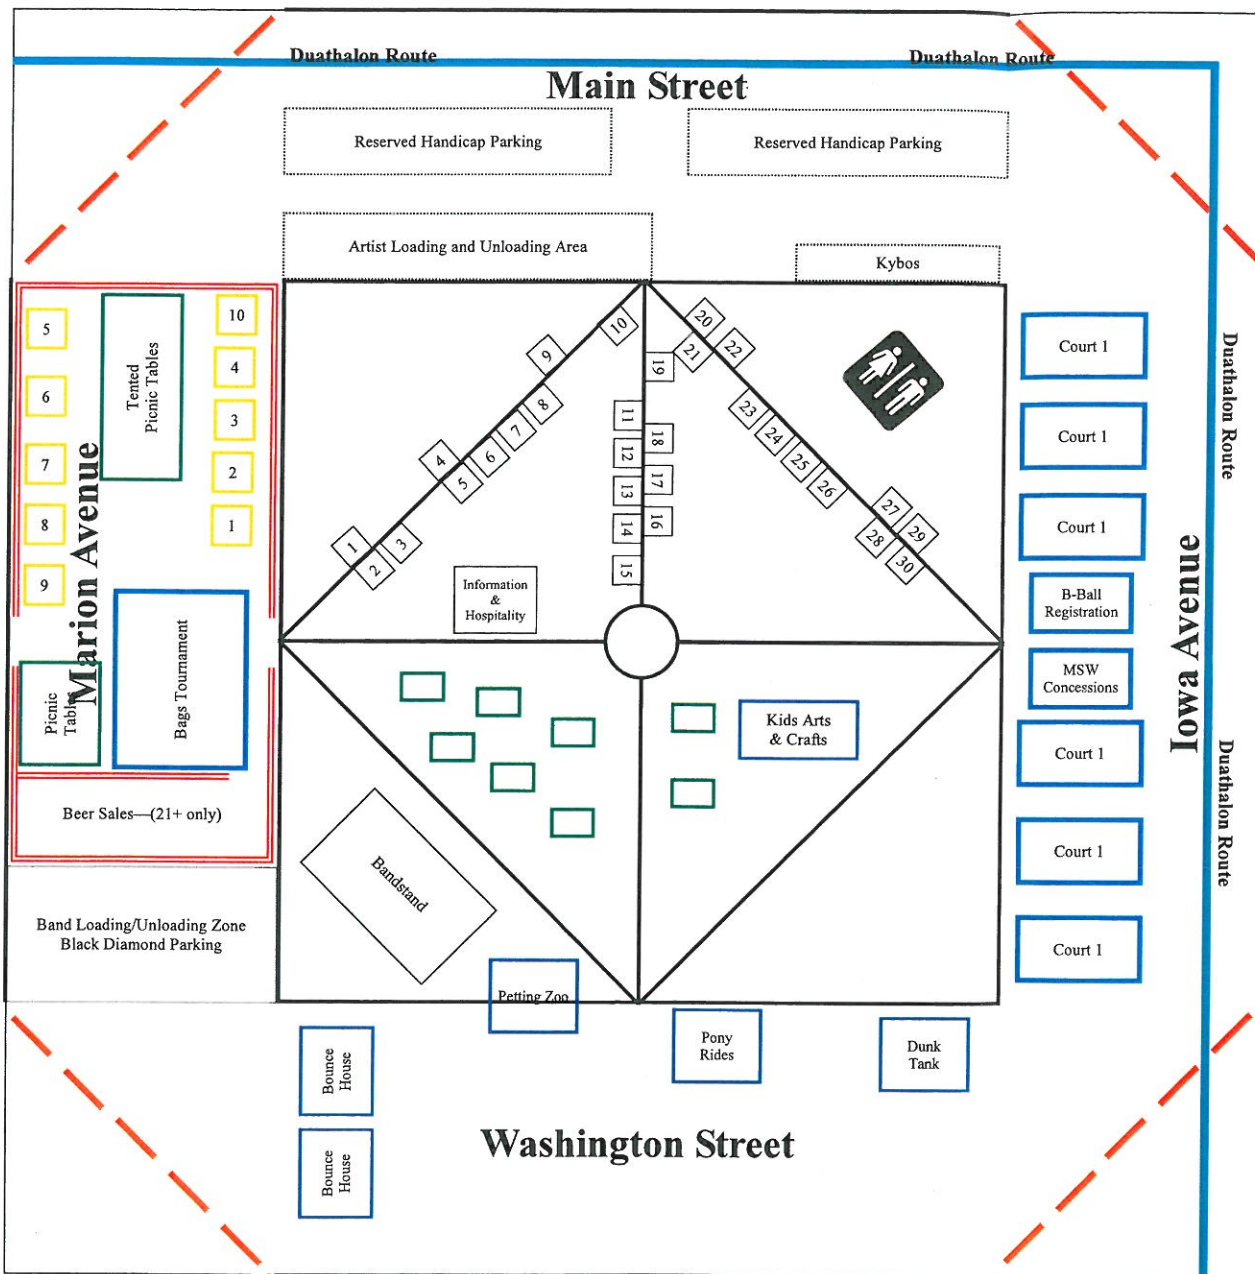 Duathalon Route
Duathalon Route
Main Street
Reserved Handicap Parking
Reserved Handicap Parking
Artist Loading and Unloading Area
Kybos
5
6
7
8
9
Tented
Picnic Tables
10
4
3
2
1
Marion Avenue
Picnic
Tables
Bags Tournament
Beer Sales—(21+ only)
Band Loading/Unloading Zone
Black Diamond Parking
1
2
3
4
5
6
7
8
9
10
11
12
13
14
15
16
17
18
19
20
21
22
23
24
25
26
27
28
29
30
Information
&
Hospitality
Kids Arts
& Crafts
Bandstand
Petting Zoo
Pony
Rides
Dunk
Tank
Bounce
House
Bounce
House
Washington Street
Court 1
Court 1
Court 1
B-Ball
Registration
MSW
Concessions
Court 1
Court 1
Court 1
Iowa Avenue
Duathalon Route
Duathalon Route